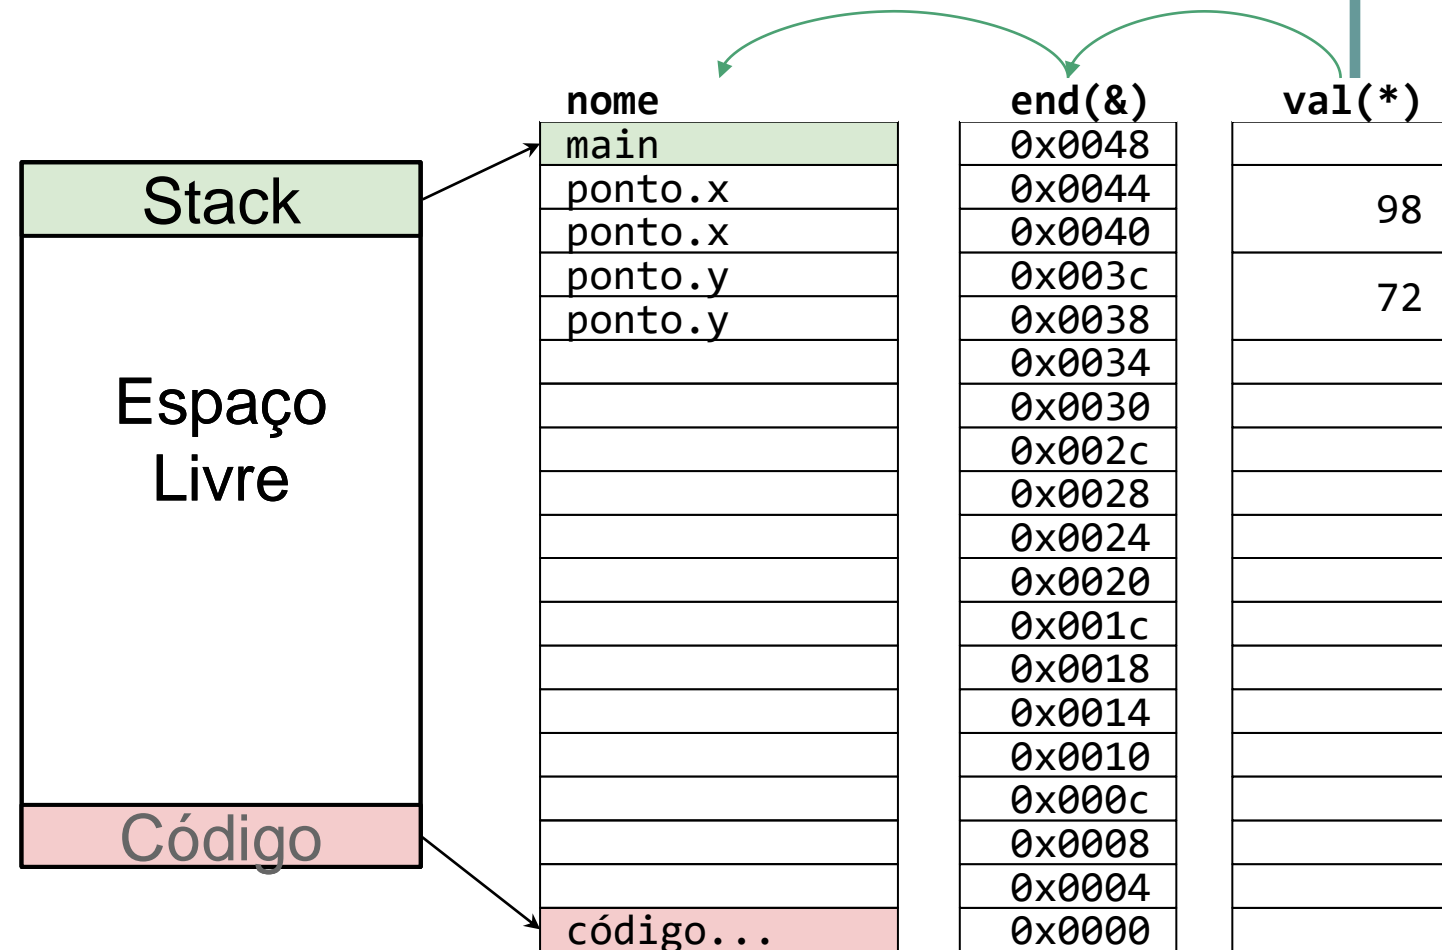 nome end(&) val(*)
main 0x0048
Stack
ponto.x 0x0044
98
ponto.x 0x0040
ponto.y 0x003c
72
ponto.y 0x0038
0x0034
Espaço
Livre
0x0030
0x002c
0x0028
0x0024
0x0020
0x001c
0x0018
0x0014
0x0010
0x000c
Código
0x0008
0x0004
código... 0x0000